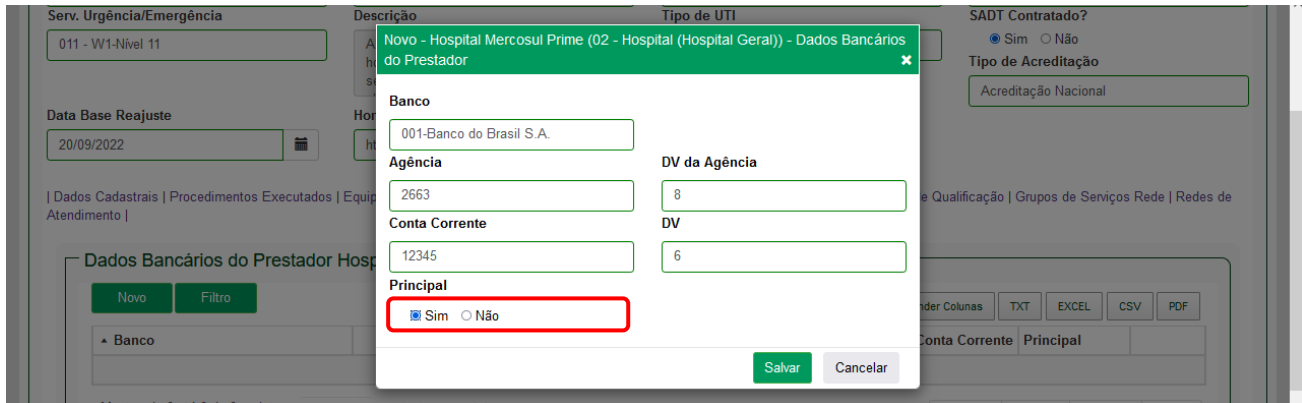 Serv. Urgência/Emergência
Descrição
Tipo de UTI
SADT Contratado?
011 - W1-Nível 11
Sim Não
Tipo de Acreditação
Acreditação Nacional
Novo - Hospital Mercosul Prime (02 - Hospital (Hospital Geral)) - Dados Bancários
do Prestador
Data Base Reajuste
20/09/2022
Banco
001-Banco do Brasil S.A.
Agência
DV da Agência
2663
8
Conta Corrente
DV
12345
6
Principal
Sim Não
Salvar
Cancelar
| Dados Cadastrais | Procedimentos Executados |
Qualificação | Grupos de Serviços Rede | Redes de
Atendimento |
Dados Bancários do Prestador
Novo
Filtro
Colunas
TXT
EXCEL
CSV
PDF
Banco
Conta Corrente
Principal